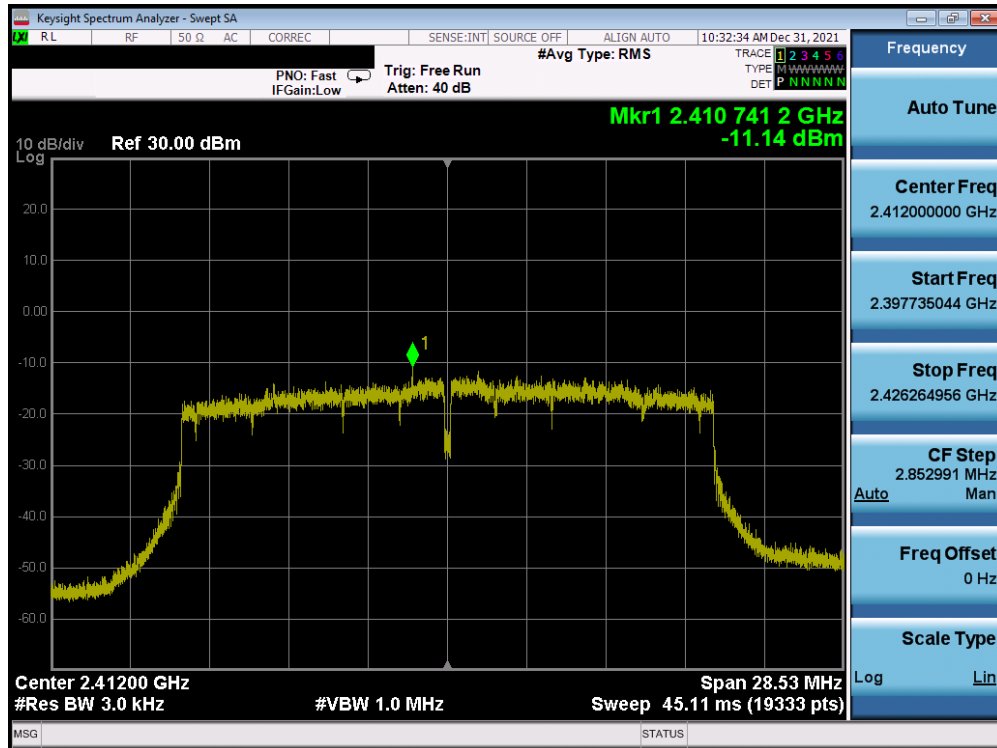 Keysight Spectrum Analyzer - Swept SA
LXI RL RF 50 Ω AC CORREC SENSE:INT SOURCE OFF ALIGN AUTO 10:32:34 AM Dec 31, 2021
#Avg Type: RMS
TRACE 1 2 3 4 5 6
PNO: Fast Trig: Free Run TYPE M W W W W W
IFGain:Low Atten: 40 dB DET P N N N N N
Mkr1 2.410 741 2 GHz
-11.14 dBm
10 dB/div Ref 30.00 dBm
Log
20.0
10.0
0.00
-10.0
-20.0
-30.0
-40.0
-50.0
-60.0
1
Center 2.41200 GHz Span 28.53 MHz
#Res BW 3.0 kHz #VBW 1.0 MHz Sweep 45.11 ms (19333 pts)
MSG STATUS
Frequency
Auto Tune
Center Freq
2.412000000 GHz
Start Freq
2.397735044 GHz
Stop Freq
2.426264956 GHz
CF Step
2.852991 MHz
Auto Man
Freq Offset
0 Hz
Scale Type
Log Lin